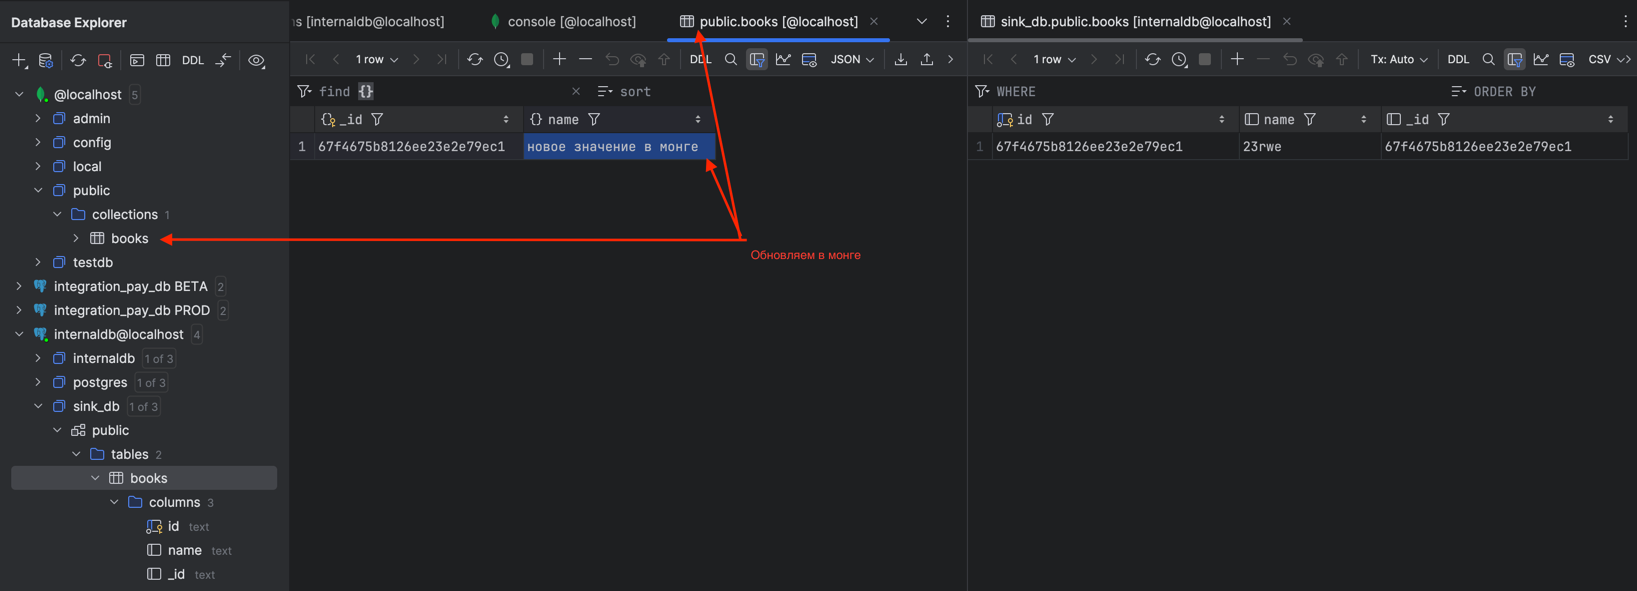 Database Explorer
DDL
@localhost 5
admin
config
local
public
collections 1
books
testdb
integration_pay_db BETA 2
integration_pay_db PROD 2
internaldb@localhost 4
internaldb 1 of 3
postgres 1 of 3
sink_db 1 of 3
public
tables 2
books
columns 3
id text
name text
_id text
ns [internaldb@localhost]
console [@localhost]
public.books [@localhost]
1 row
DDL
JSON
find {}
sort
_id
{} name
1 67f4675b8126ee23e2e79ec1 новое значение в монге
Обновляем в монге
sink_db.public.books [internaldb@localhost]
1 row
Tx: Auto
DDL
CSV
WHERE
ORDER BY
id
name
_id
1 67f4675b8126ee23e2e79ec1 23rwe 67f4675b8126ee23e2e79ec1